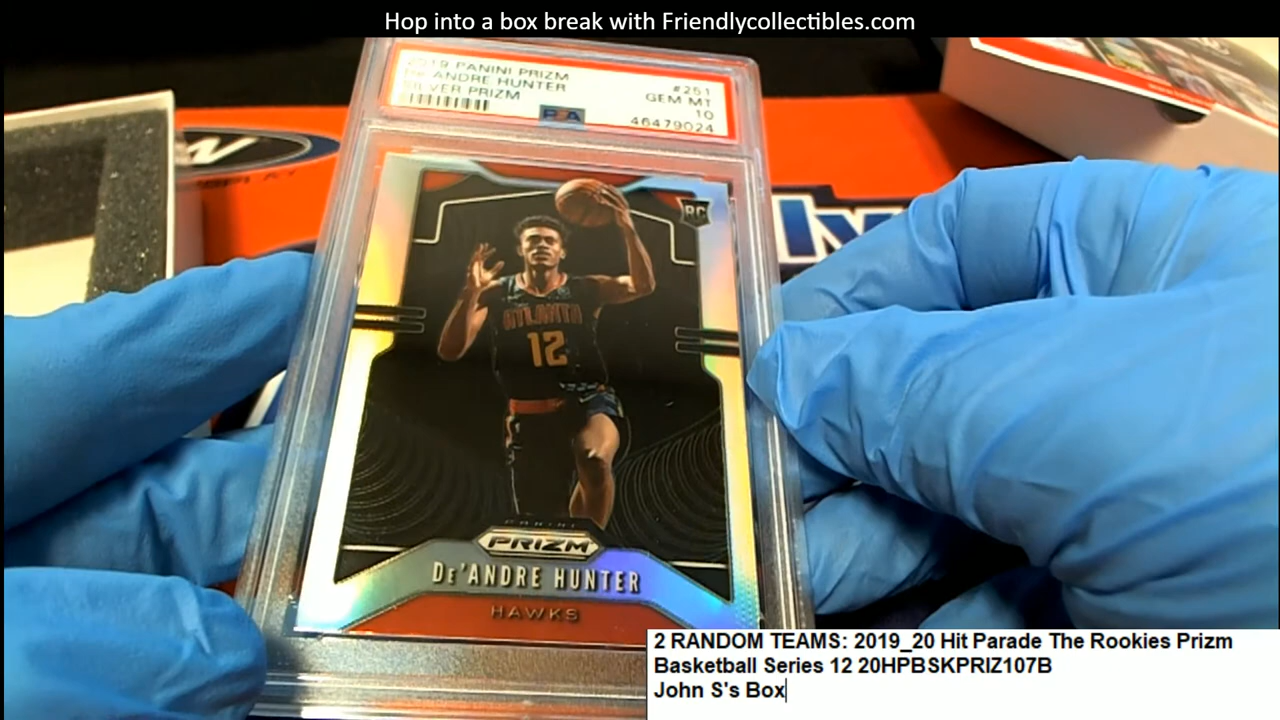 Hop into a box break with Friendlycollectibles.com
2019 PANINI PRIZM #251
DE'ANDRE HUNTER GEM MT
SILVER PRIZM 10
PSA 46479024
RC
ATLANTA
12
PANINI
PRIZM
DE'ANDRE HUNTER
HAWKS
2 RANDOM TEAMS: 2019_20 Hit Parade The Rookies Prizm
Basketball Series 12 20HPBSKPRIZ107B
John S's Box